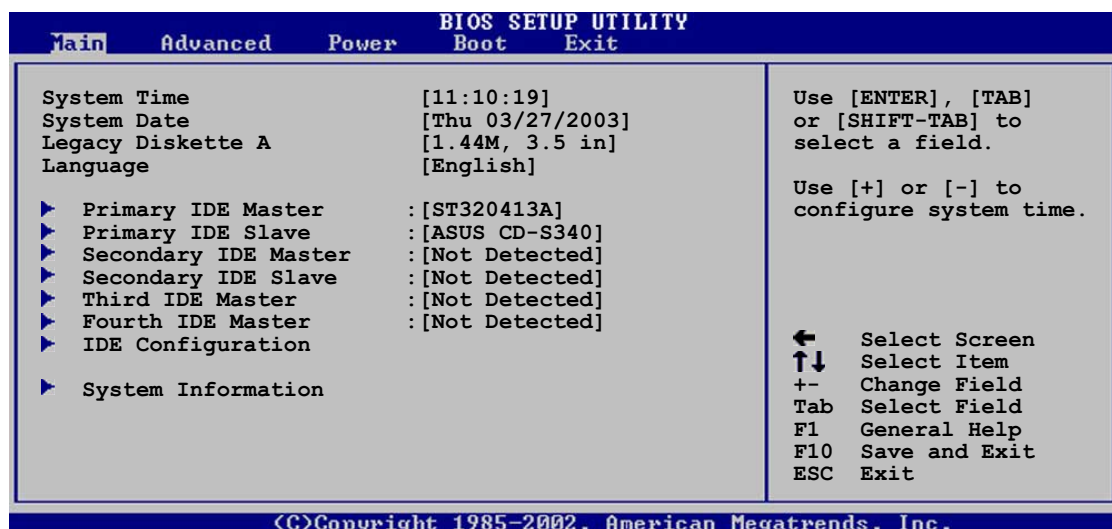 BIOS SETUP UTILITY
Main Advanced Power Boot Exit
System Time [11:10:19]
System Date [Thu 03/27/2003]
Legacy Diskette A [1.44M, 3.5 in]
Language [English]
Primary IDE Master :[ST320413A]
Primary IDE Slave :[ASUS CD-S340]
Secondary IDE Master :[Not Detected]
Secondary IDE Slave :[Not Detected]
Third IDE Master :[Not Detected]
Fourth IDE Master :[Not Detected]
IDE Configuration
System Information
Use [ENTER], [TAB]
or [SHIFT-TAB] to
select a field.
Use [+] or [-] to
configure system time.
← Select Screen
↑↓ Select Item
+- Change Field
Tab Select Field
F1 General Help
F10 Save and Exit
ESC Exit
(C)Copyright 1985-2002, American Megatrends, Inc.